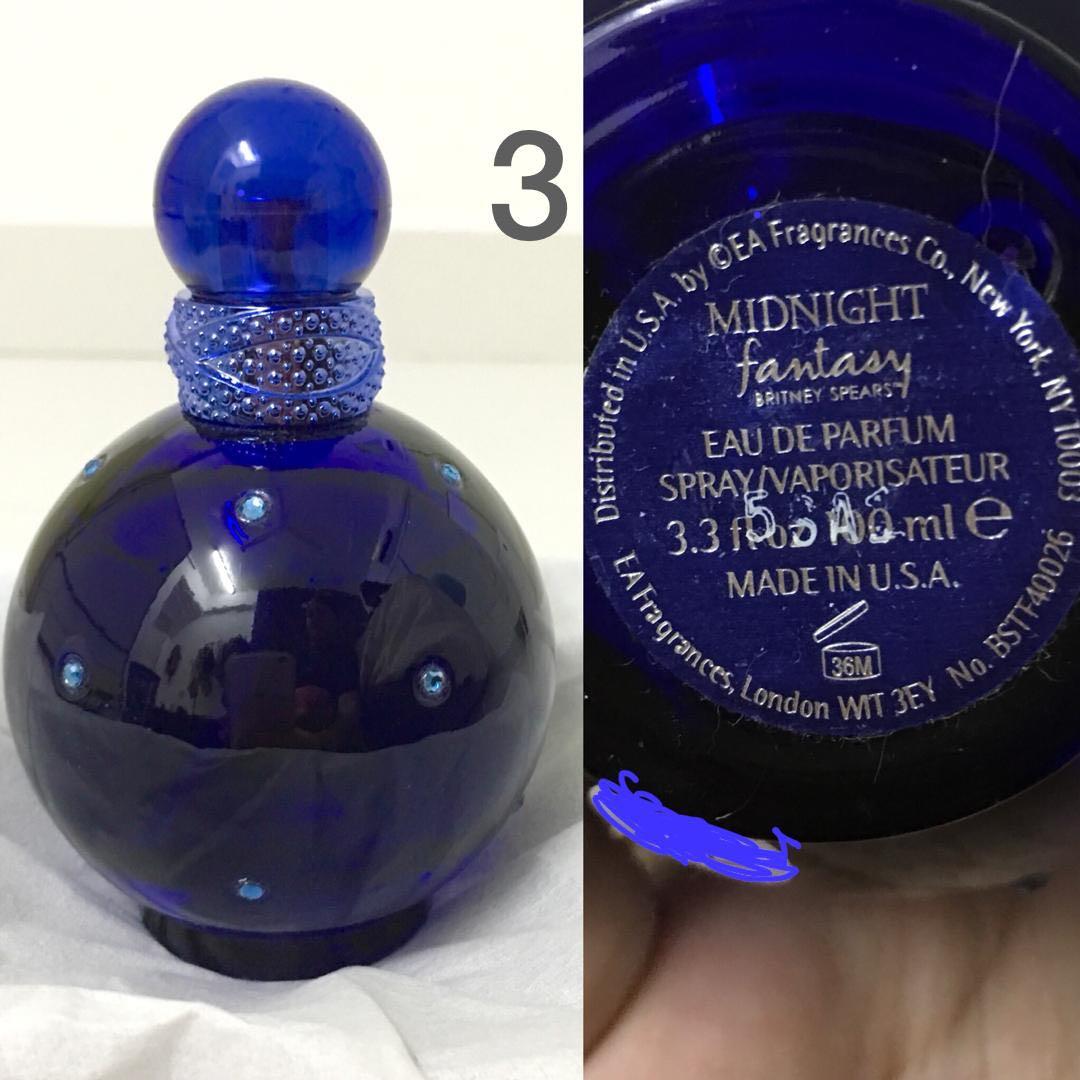 3
Distributed in U.S.A. by ©EA Fragrances Co., New York, NY 10003
MIDNIGHT
fantasy
BRITNEY SPEARS™
EAU DE PARFUM
SPRAY/VAPORISATEUR
3.3 fl oz 100 ml e
MADE IN U.S.A.
36M
EA Fragrances, London W1T 3EY No. BSTF40026